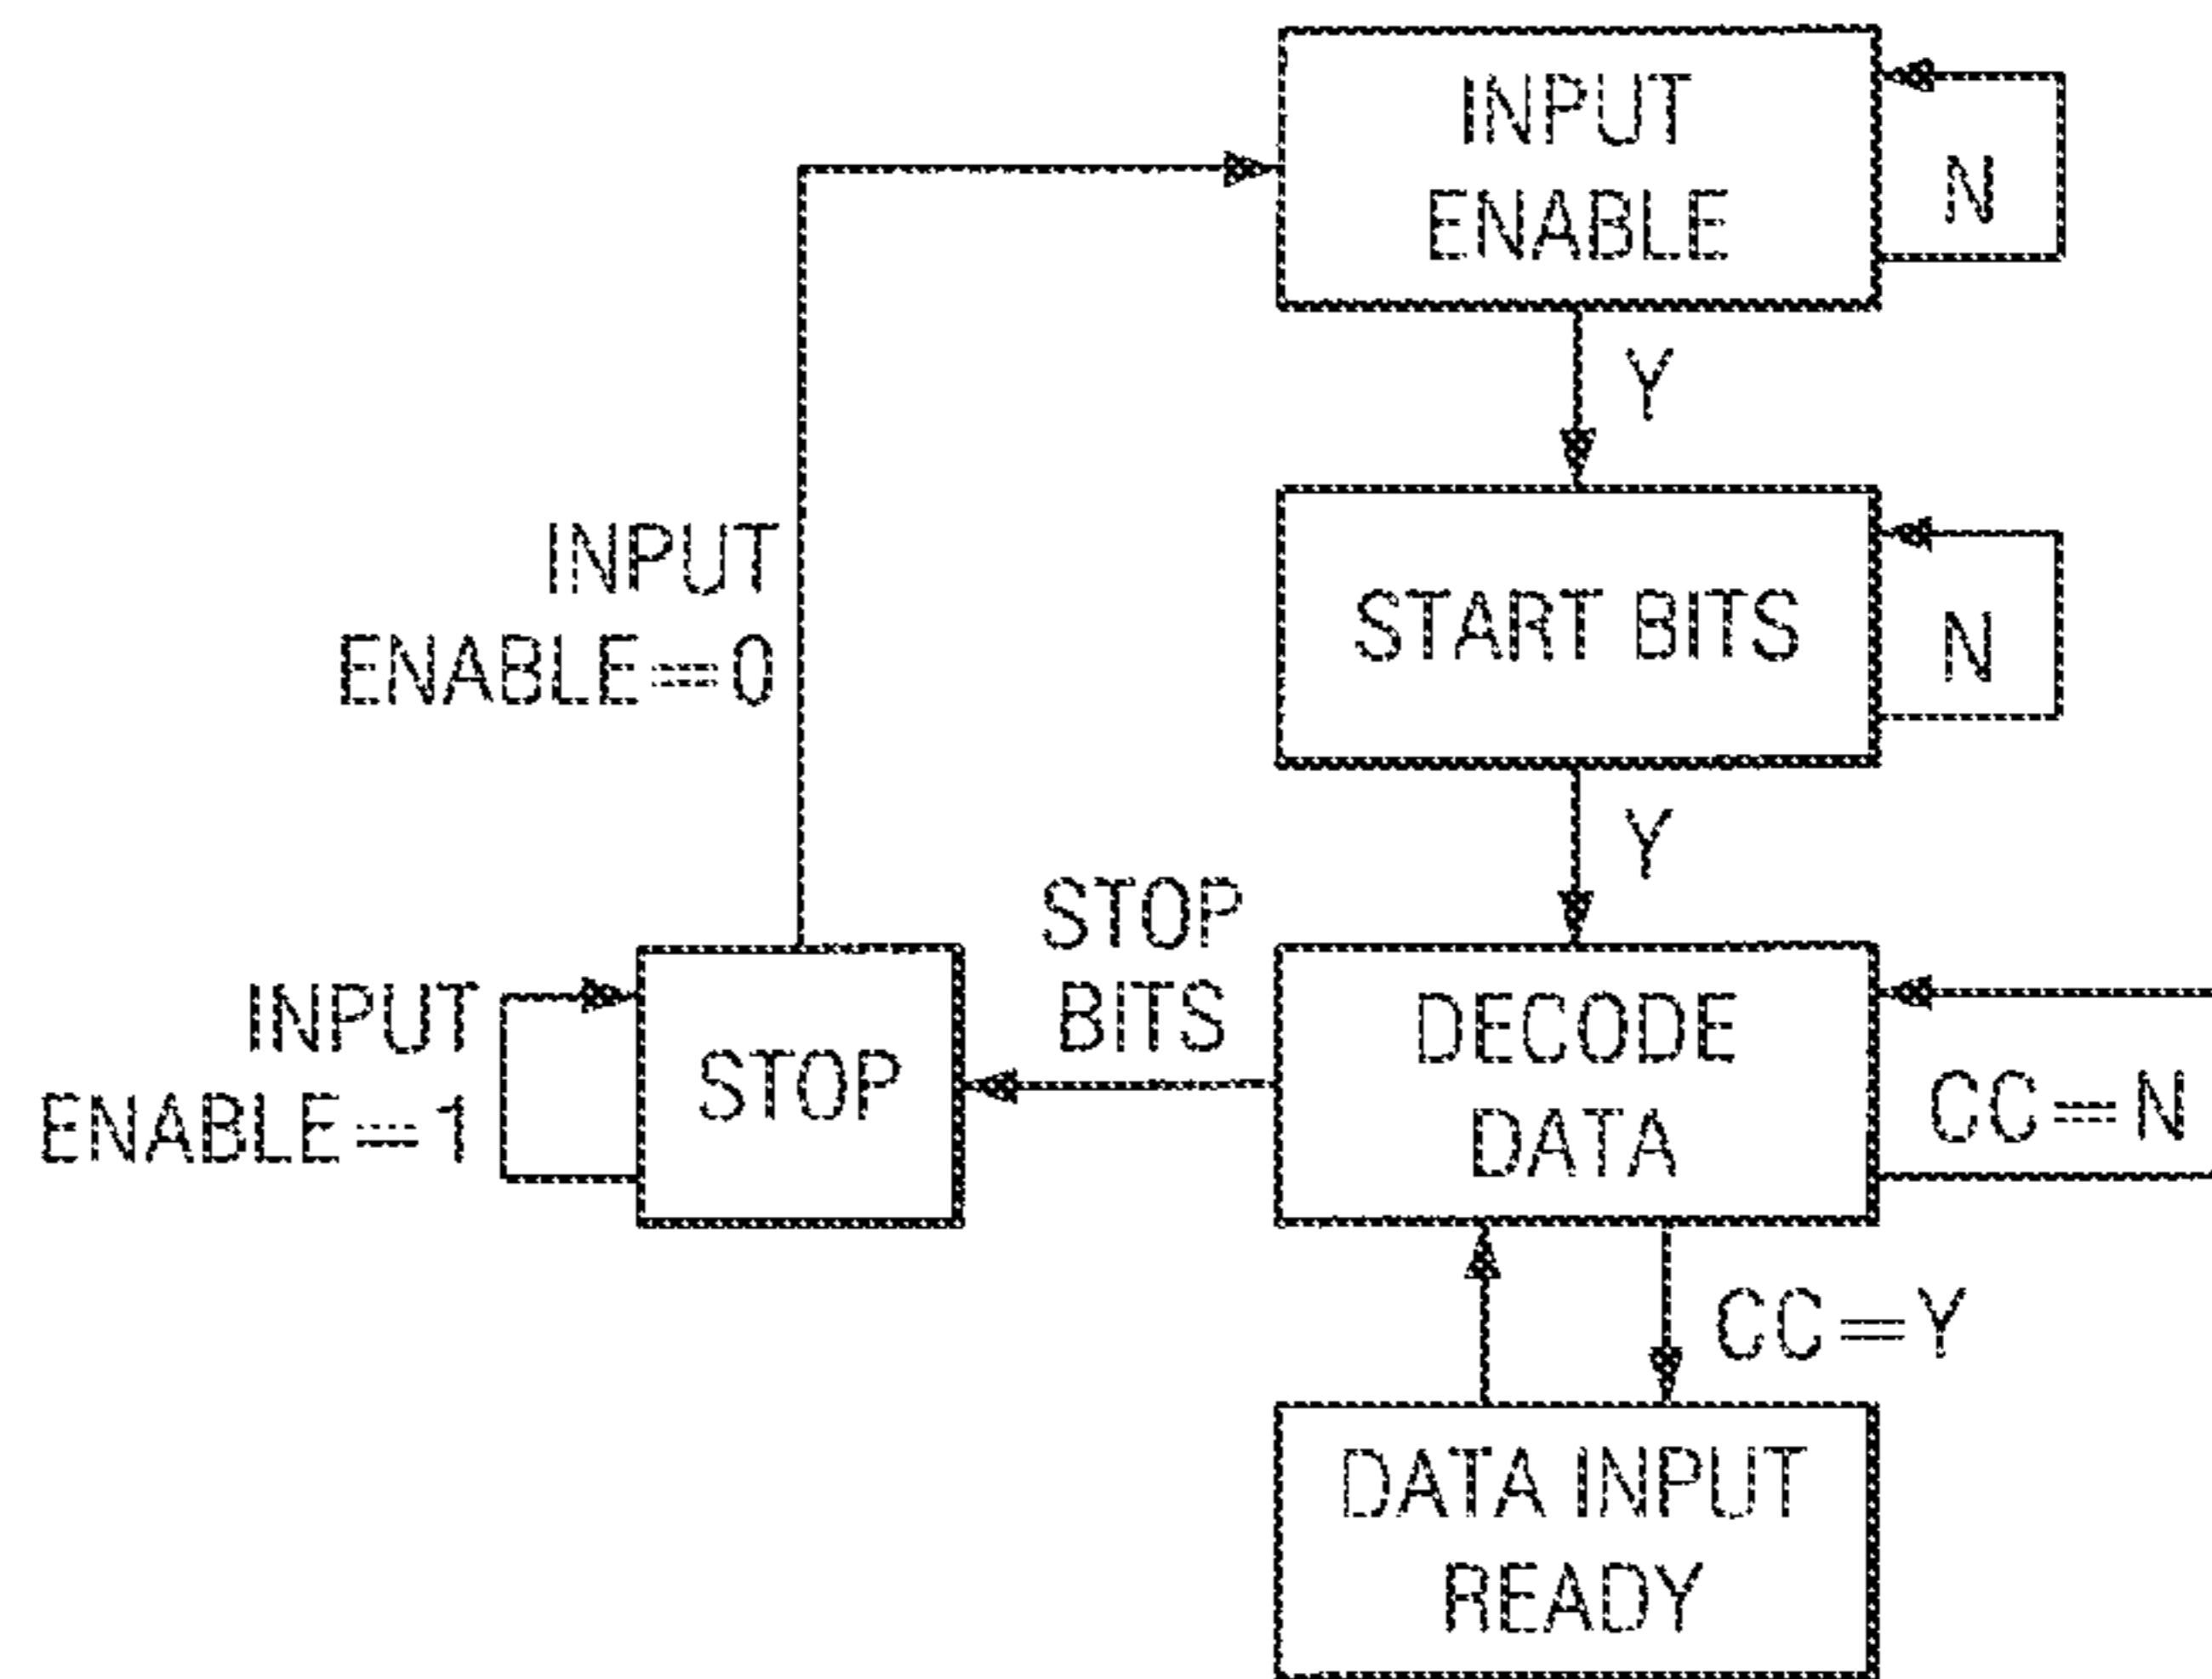 INPUT
ENABLE
N
Y
INPUT
ENABLE=0
START BITS
N
Y
STOP
BITS
INPUT
ENABLE=1
STOP
DECODE
DATA
CC=N
CC=Y
DATA INPUT
READY